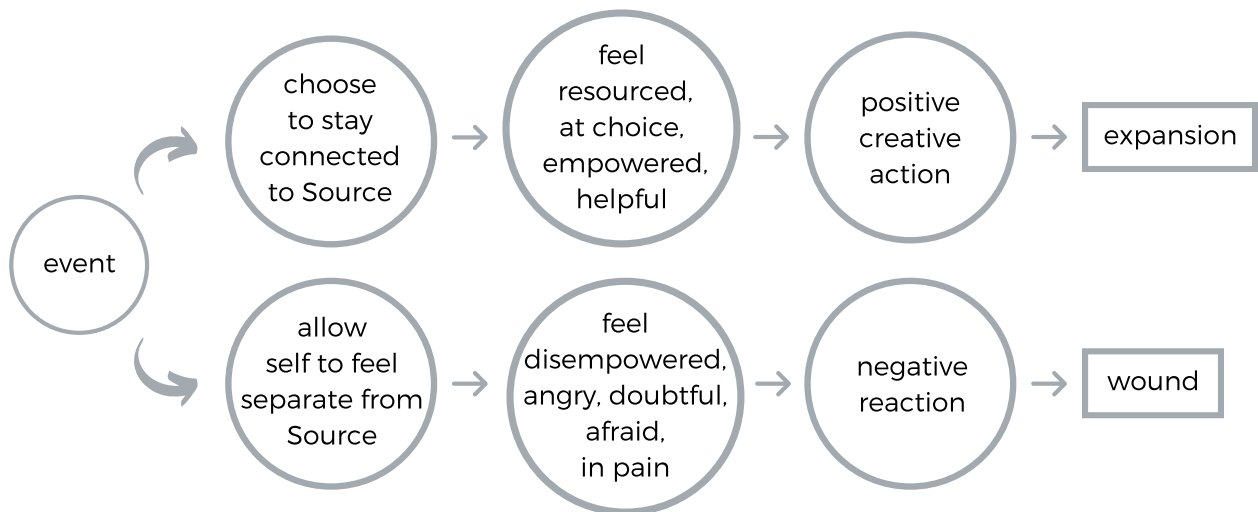 event
choose
to stay
connected
to Source
feel
resourced,
at choice,
empowered,
helpful
positive
creative
action
expansion
allow
self to feel
separate from
Source
feel
disempowered,
angry, doubtful,
afraid,
in pain
negative
reaction
wound